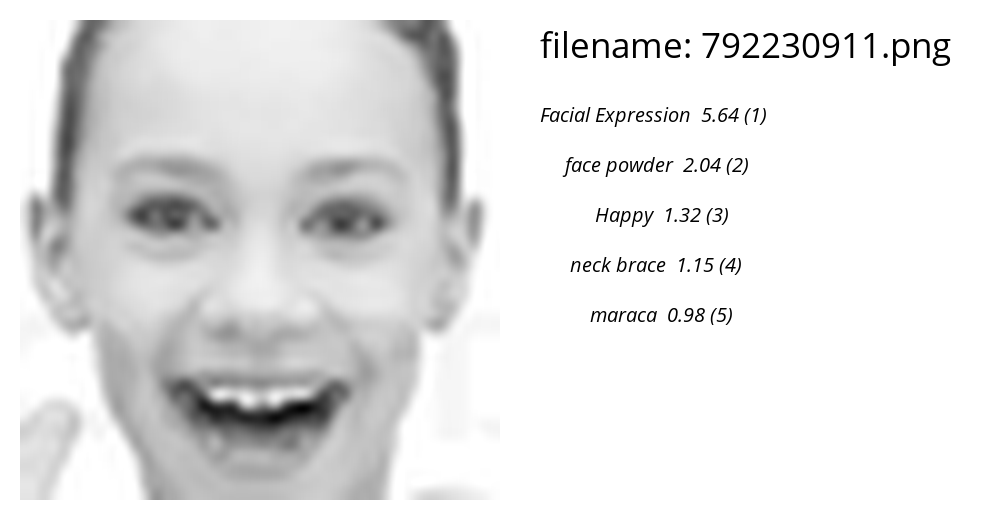 filename: 792230911.png
Facial Expression 5.64 (1)
face powder 2.04 (2)
Happy 1.32 (3)
neck brace 1.15 (4)
maraca 0.98 (5)